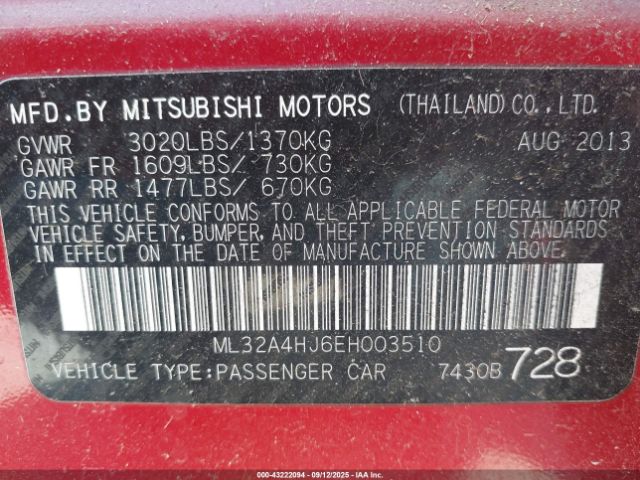 MFD.BY MITSUBISHI MOTORS (THAILAND)CO.,LTD.
GVWR 3020LBS/1370KG AUG 2013
GAWR FR 1609LBS/ 730KG
GAWR RR 1477LBS/ 670KG
THIS VEHICLE CONFORMS TO ALL APPLICABLE FEDERAL MOTOR
VEHICLE SAFETY, BUMPER, AND THEFT PREVENTION STANDARDS
IN EFFECT ON THE DATE OF MANUFACTURE SHOWN ABOVE.
ML32A4HJ6EH003510
VEHICLE TYPE:PASSENGER CAR 7430B 728
000-43222094 - 09/12/2025 - IAAI.COM